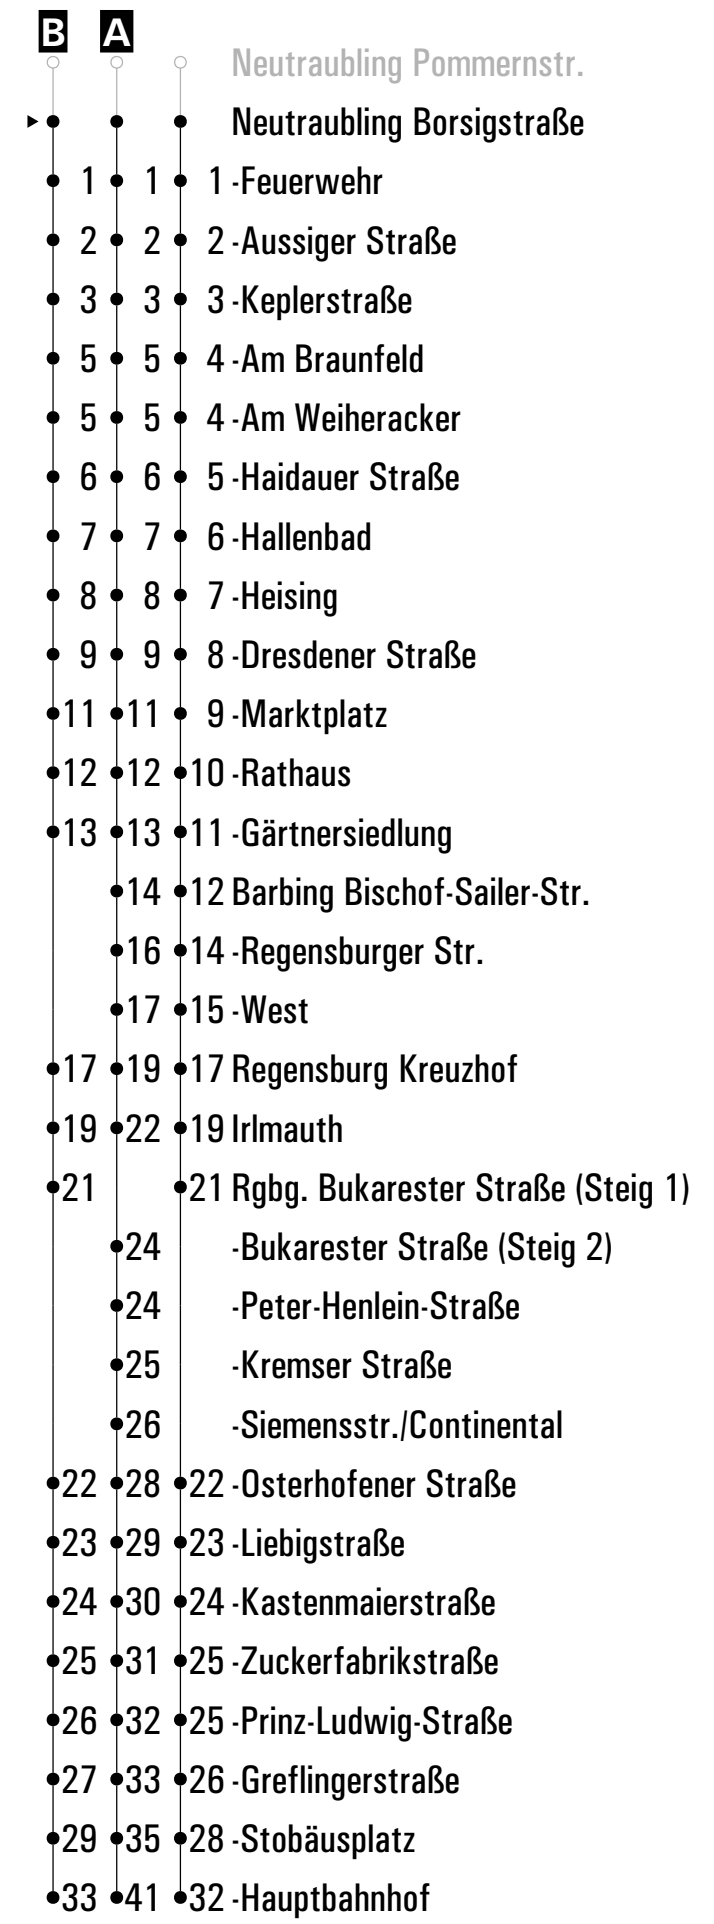 B A
Neutraubling Pommernstr.
Neutraubling Borsigstraße
1 1 1 -Feuerwehr
2 2 2 -Aussiger Straße
3 3 3 -Keplerstraße
5 5 4 -Am Braunfeld
5 5 4 -Am Weiheracker
6 6 5 -Haidauer Straße
7 7 6 -Hallenbad
8 8 7 -Heising
9 9 8 -Dresdener Straße
11 11 9 -Marktplatz
12 12 10 -Rathaus
13 13 11 -Gärtnersiedlung
14 12 Barbing Bischof-Sailer-Str.
16 14 -Regensburger Str.
17 15 -West
17 19 17 Regensburg Kreuzhof
19 22 19 Irlmauth
21 21 Rgbg. Bukarester Straße (Steig 1)
24 -Bukarester Straße (Steig 2)
24 -Peter-Henlein-Straße
25 -Kremser Straße
26 -Siemensstr./Continental
22 28 22 -Osterhofener Straße
23 29 23 -Liebigstraße
24 30 24 -Kastenmaierstraße
25 31 25 -Zuckerfabrikstraße
26 32 25 -Prinz-Ludwig-Straße
27 33 26 -Greflingerstraße
29 35 28 -Stobäusplatz
33 41 32 -Hauptbahnhof